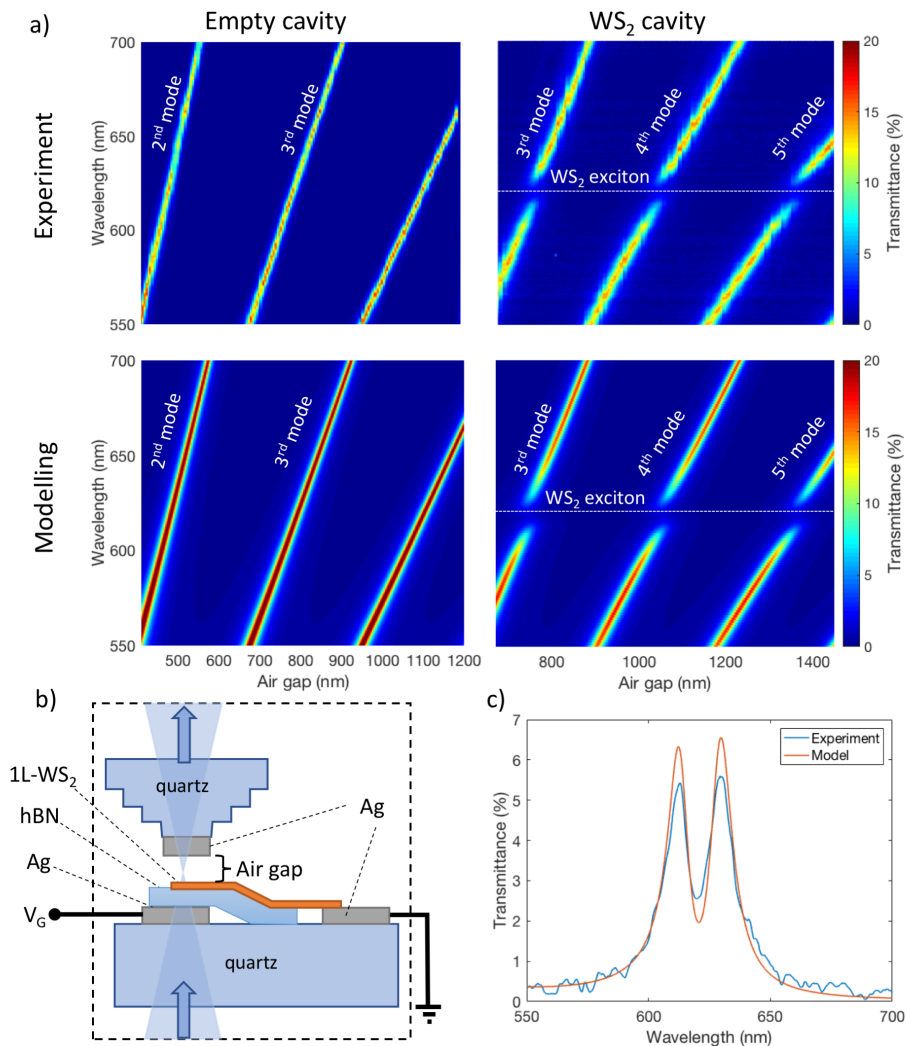 a)
Empty cavity
WS2 cavity
Experiment
Wavelength (nm)
700
650
600
550
2nd mode
3rd mode
3rd mode
4th mode
5th mode
WS2 exciton
20
15
10
5
0
Transmittance (%)
Modelling
Wavelength (nm)
700
650
600
550
2nd mode
3rd mode
3rd mode
4th mode
5th mode
WS2 exciton
20
15
10
5
0
Transmittance (%)
500 600 700 800 900 1000 1100 1200
Air gap (nm)
800 1000 1200 1400
Air gap (nm)
b)
1L-WS2
hBN
Ag
VG
quartz
Ag
Air gap
quartz
c)
Transmittance (%)
7
6
5
4
3
2
1
0
Experiment
Model
550 600 650 700
Wavelength (nm)